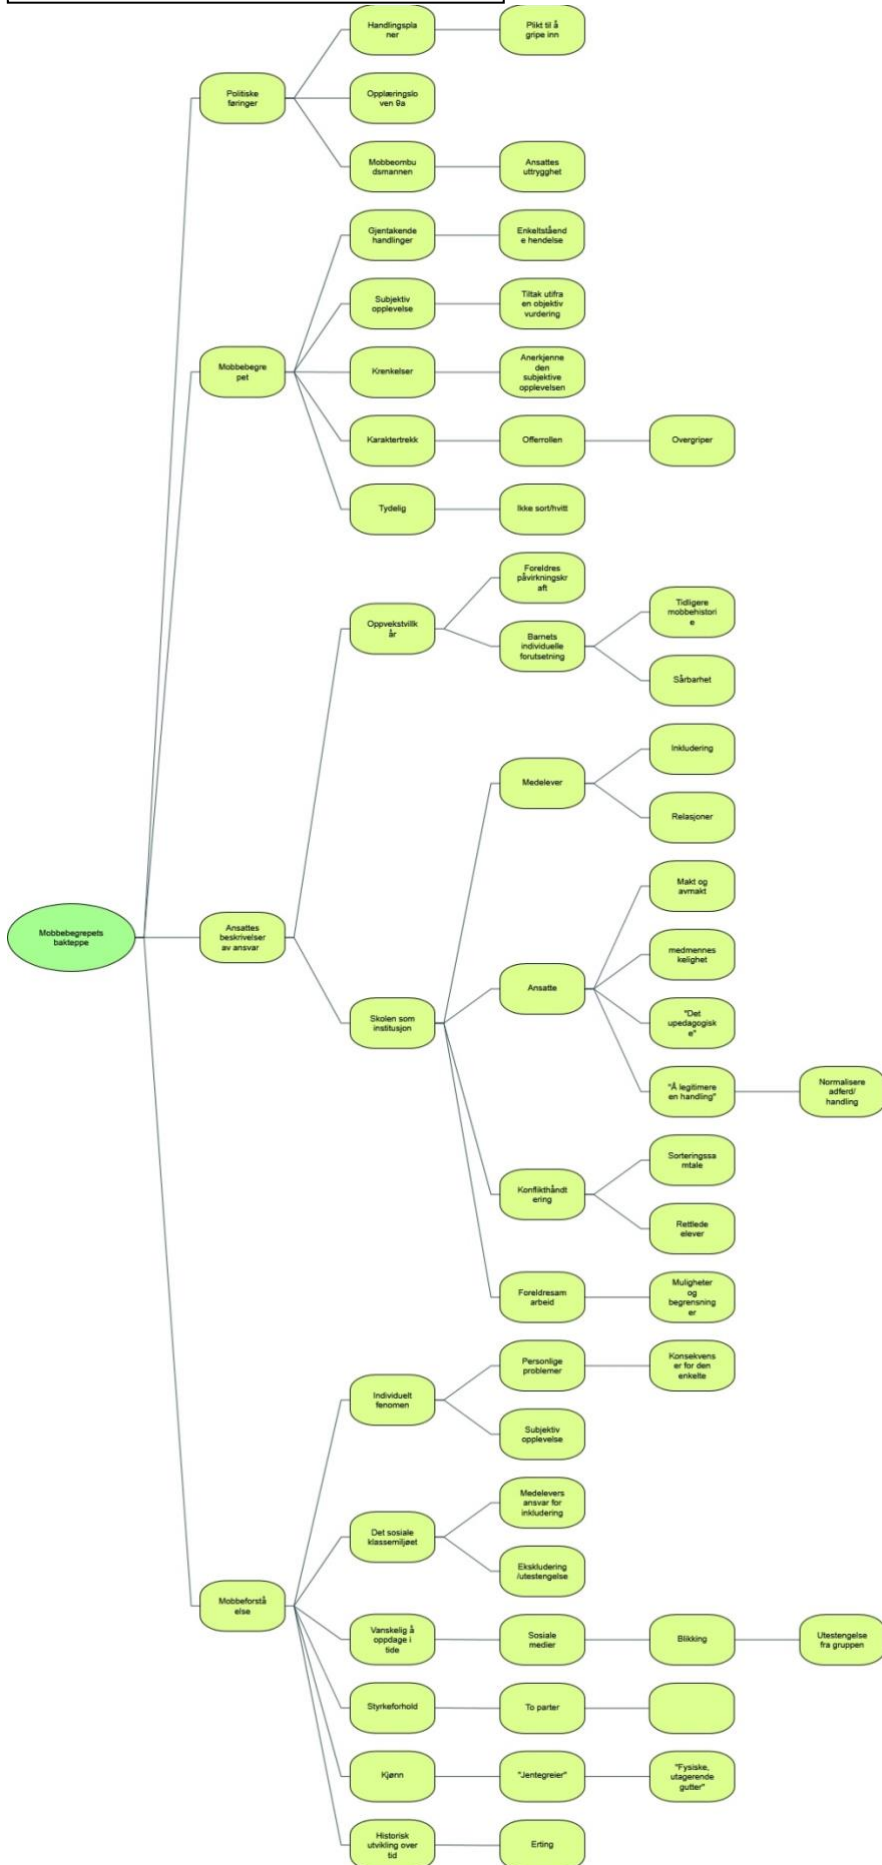 Handlingspla
ner
Plikt til å
gripe inn
Politiske
føringer
Opplæringslo
ven 9a
Mobbeombu
dsmannen
Ansattes
uttrygghet
Gjentakende
handlinger
Enkeltståend
e hendelse
Subjektiv
opplevelse
Tiltak utifra
en objektiv
vurdering
Mobbebegre
pet
Krenkelser
Anerkjenne
den
subjektive
opplevelsen
Karaktertrekk
Offerrollen
Overgriper
Tydelig
Ikke sort/hvitt
Foreldres
påvirkningskr
aft
Oppvekstvilk
år
Barnets
individuelle
forutsetning
Tidligere
mobbehistori
e
Sårbarhet
Medelever
Inkludering
Relasjoner
Mobbebegrepets
bakteppe
Ansattes
beskrivelser
av ansvar
Skolen som
institusjon
Ansatte
Makt og
avmakt
medmennes
kelighet
"Det
upedagogisk
e"
"Å legitimere
en handling"
Normalisere
adferd/
handling
Konflikthåndt
ering
Sorteringssa
mtale
Rettlede
elever
Foreldresam
arbeid
Muligheter
og
begrensning
er
Individuelt
fenomen
Personlige
problemer
Konsekvens
er for den
enkelte
Subjektiv
opplevelse
Det sosiale
klassemiljøet
Medelevers
ansvar for
inkludering
Ekskludering
/utestengelse
Mobbeforstå
else
Vanskelig å
oppdage i
tide
Sosiale
medier
Blikking
Utestengelse
fra gruppen
Styrkeforhold
To parter
Kjønn
"Jentegreier"
"Fysiske,
utagerende
gutter"
Historisk
utvikling over
tid
Erting